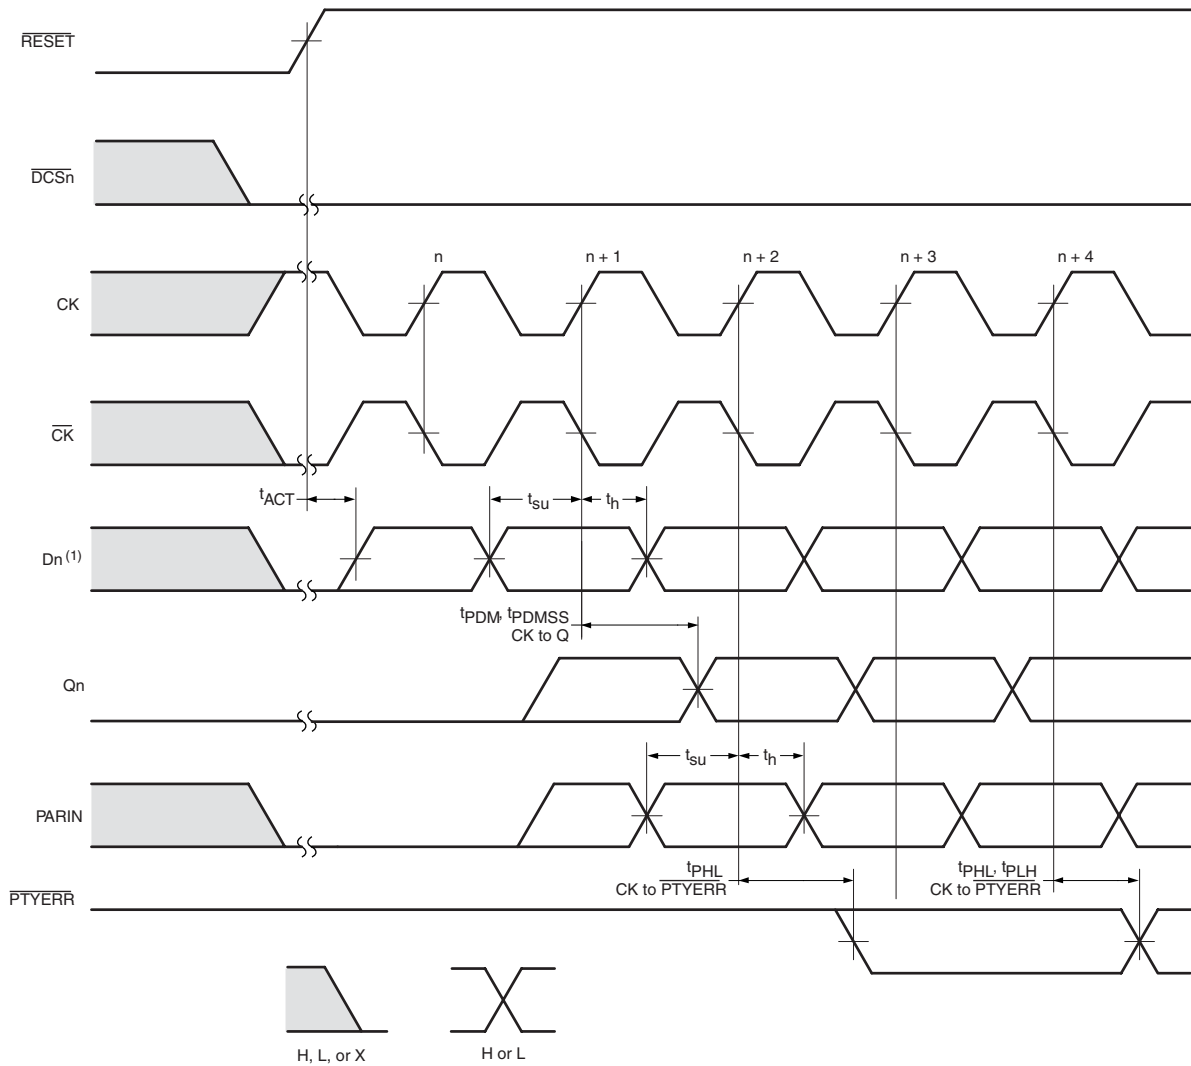 RESET
DCSn
n
n + 1
n + 2
n + 3
n + 4
CK
CK
tACT
tsu
th
Dn(1)
tPDM, tPDMSS
CK to Q
Qn
tsu
th
PARIN
tPHL
CK to PTYERR
tPHL, tPLH
CK to PTYERR
PTYERR
H, L, or X
H or L